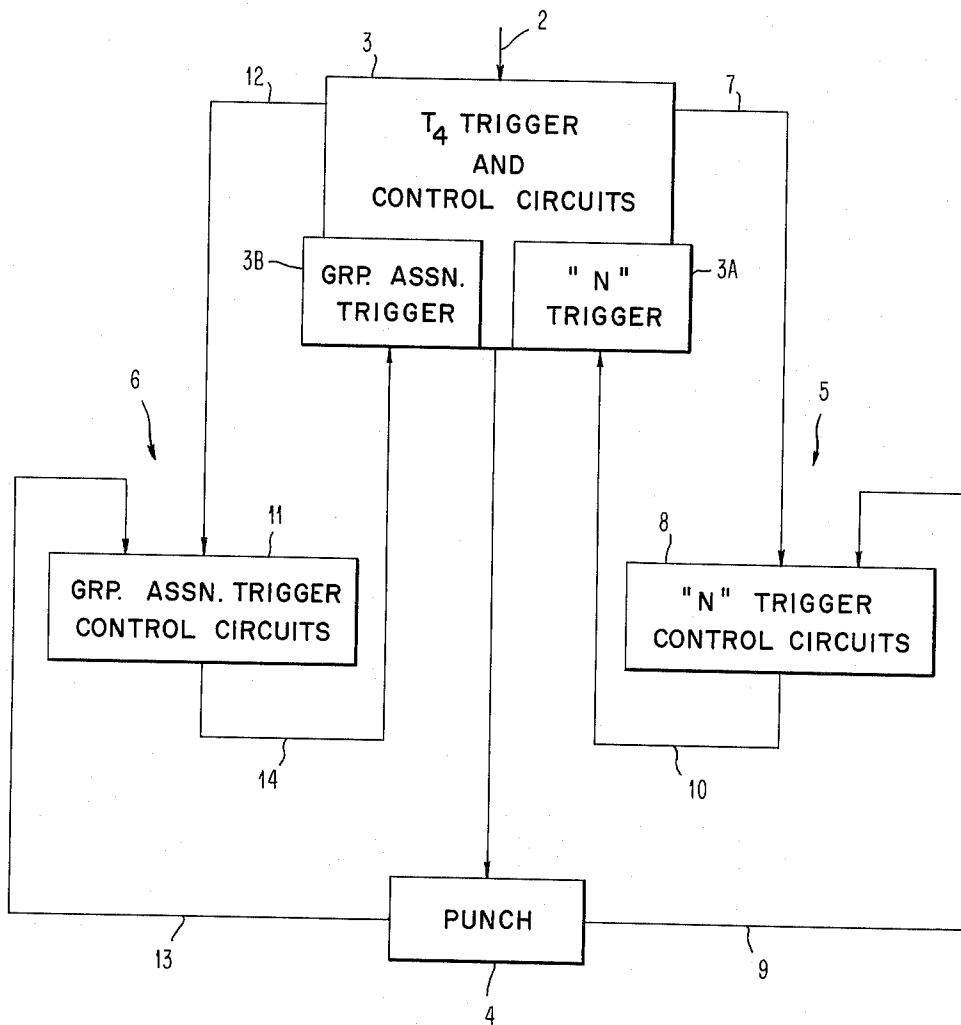 2
3
12
7
T4 TRIGGER
AND
CONTROL CIRCUITS
3B
GRP. ASSN.
TRIGGER
"N"
TRIGGER
3A
6
5
11
8
GRP. ASSN. TRIGGER
CONTROL CIRCUITS
"N" TRIGGER
CONTROL CIRCUITS
14
10
PUNCH
13
9
4